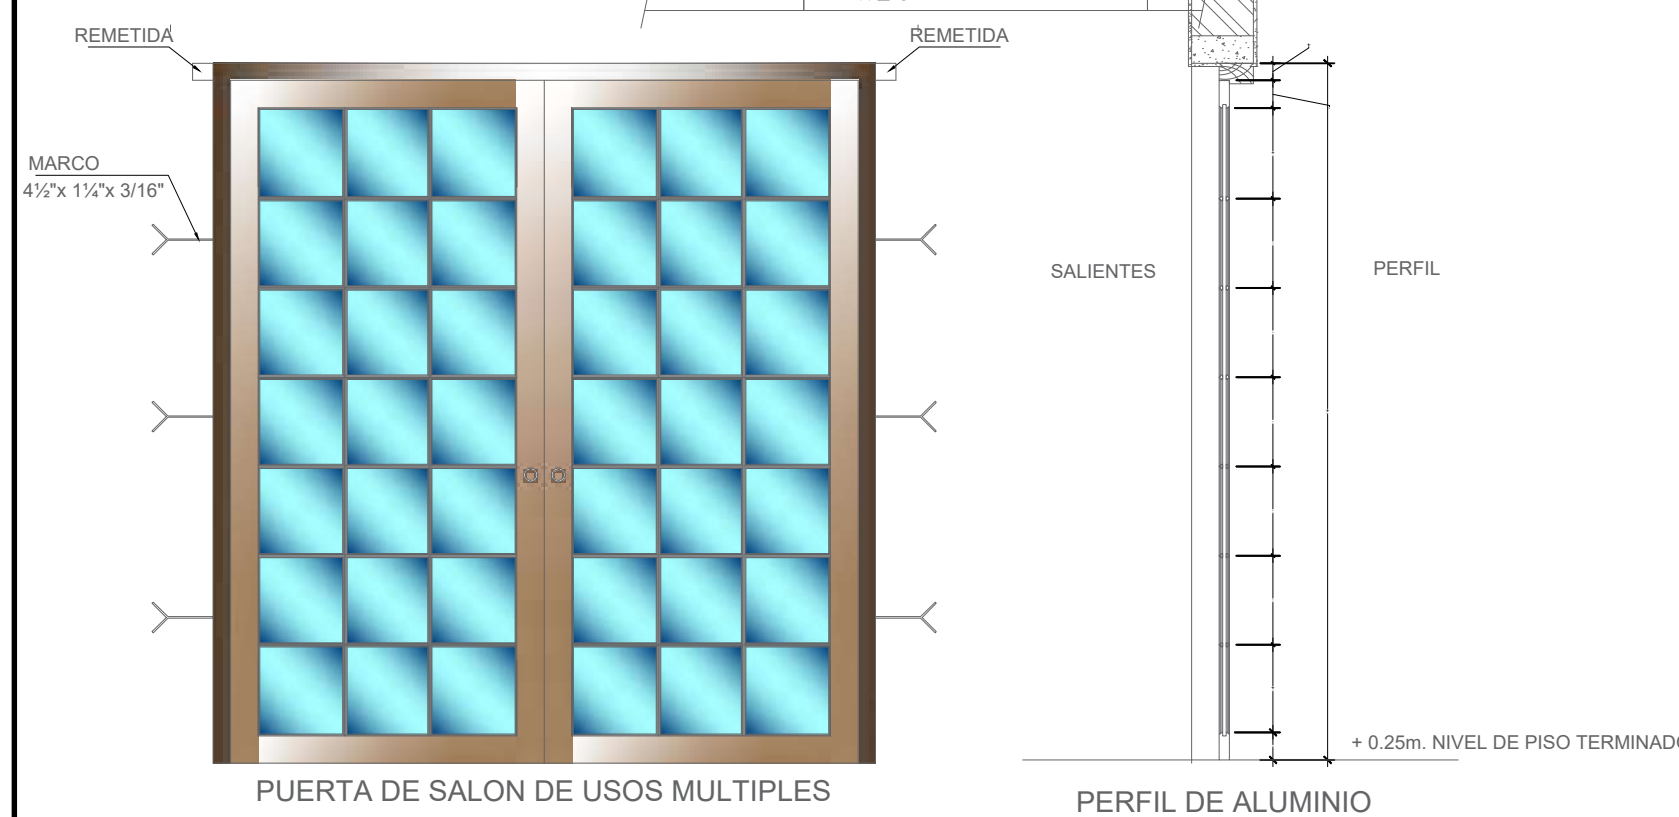 REMETIDA
REMETIDA
MARCO
4½"x 1¼"x 3/16"
SALIENTES
PERFIL
+ 0.25m. NIVEL DE PISO TERMINADO
PUERTA DE SALON DE USOS MULTIPLES
PERFIL DE ALUMINIO